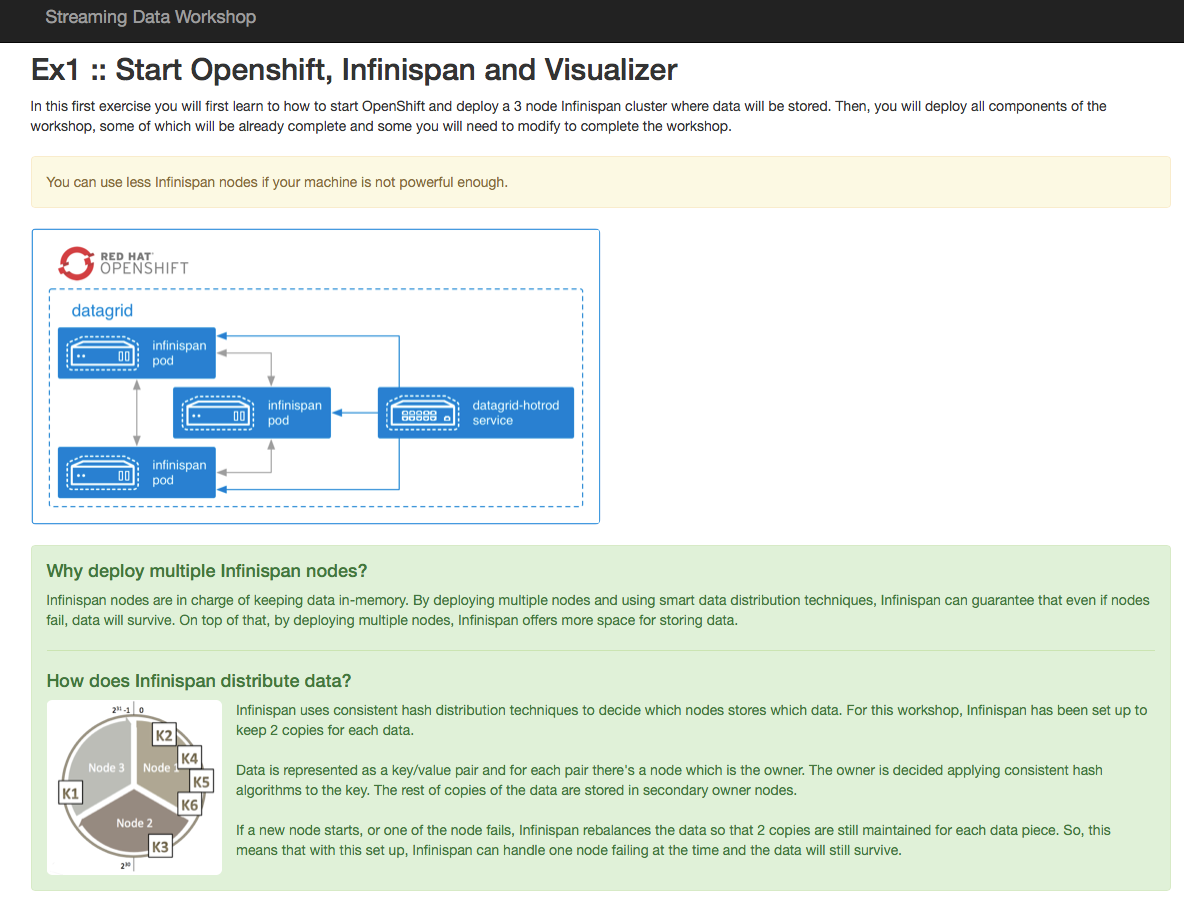 Streaming Data Workshop
Ex1 :: Start Openshift, Infinispan and Visualizer
In this first exercise you will first learn to how to start OpenShift and deploy a 3 node Infinispan cluster where data will be stored. Then, you will deploy all components of the
workshop, some of which will be already complete and some you will need to modify to complete the workshop.
You can use less Infinispan nodes if your machine is not powerful enough.
RED HAT
OPENSHIFT
datagrid
infinispan
pod
infinispan
pod
datagrid-hotrod
service
infinispan
pod
Why deploy multiple Infinispan nodes?
Infinispan nodes are in charge of keeping data in-memory. By deploying multiple nodes and using smart data distribution techniques, Infinispan can guarantee that even if nodes
fail, data will survive. On top of that, by deploying multiple nodes, Infinispan offers more space for storing data.
How does Infinispan distribute data?
2³¹ -1 0
K2
K4
Node 3
Node 1
K5
K1
K6
Node 2
K3
2³⁰
Infinispan uses consistent hash distribution techniques to decide which nodes stores which data. For this workshop, Infinispan has been set up to
keep 2 copies for each data.
Data is represented as a key/value pair and for each pair there's a node which is the owner. The owner is decided applying consistent hash
algorithms to the key. The rest of copies of the data are stored in secondary owner nodes.
If a new node starts, or one of the node fails, Infinispan rebalances the data so that 2 copies are still maintained for each data piece. So, this
means that with this set up, Infinispan can handle one node failing at the time and the data will still survive.